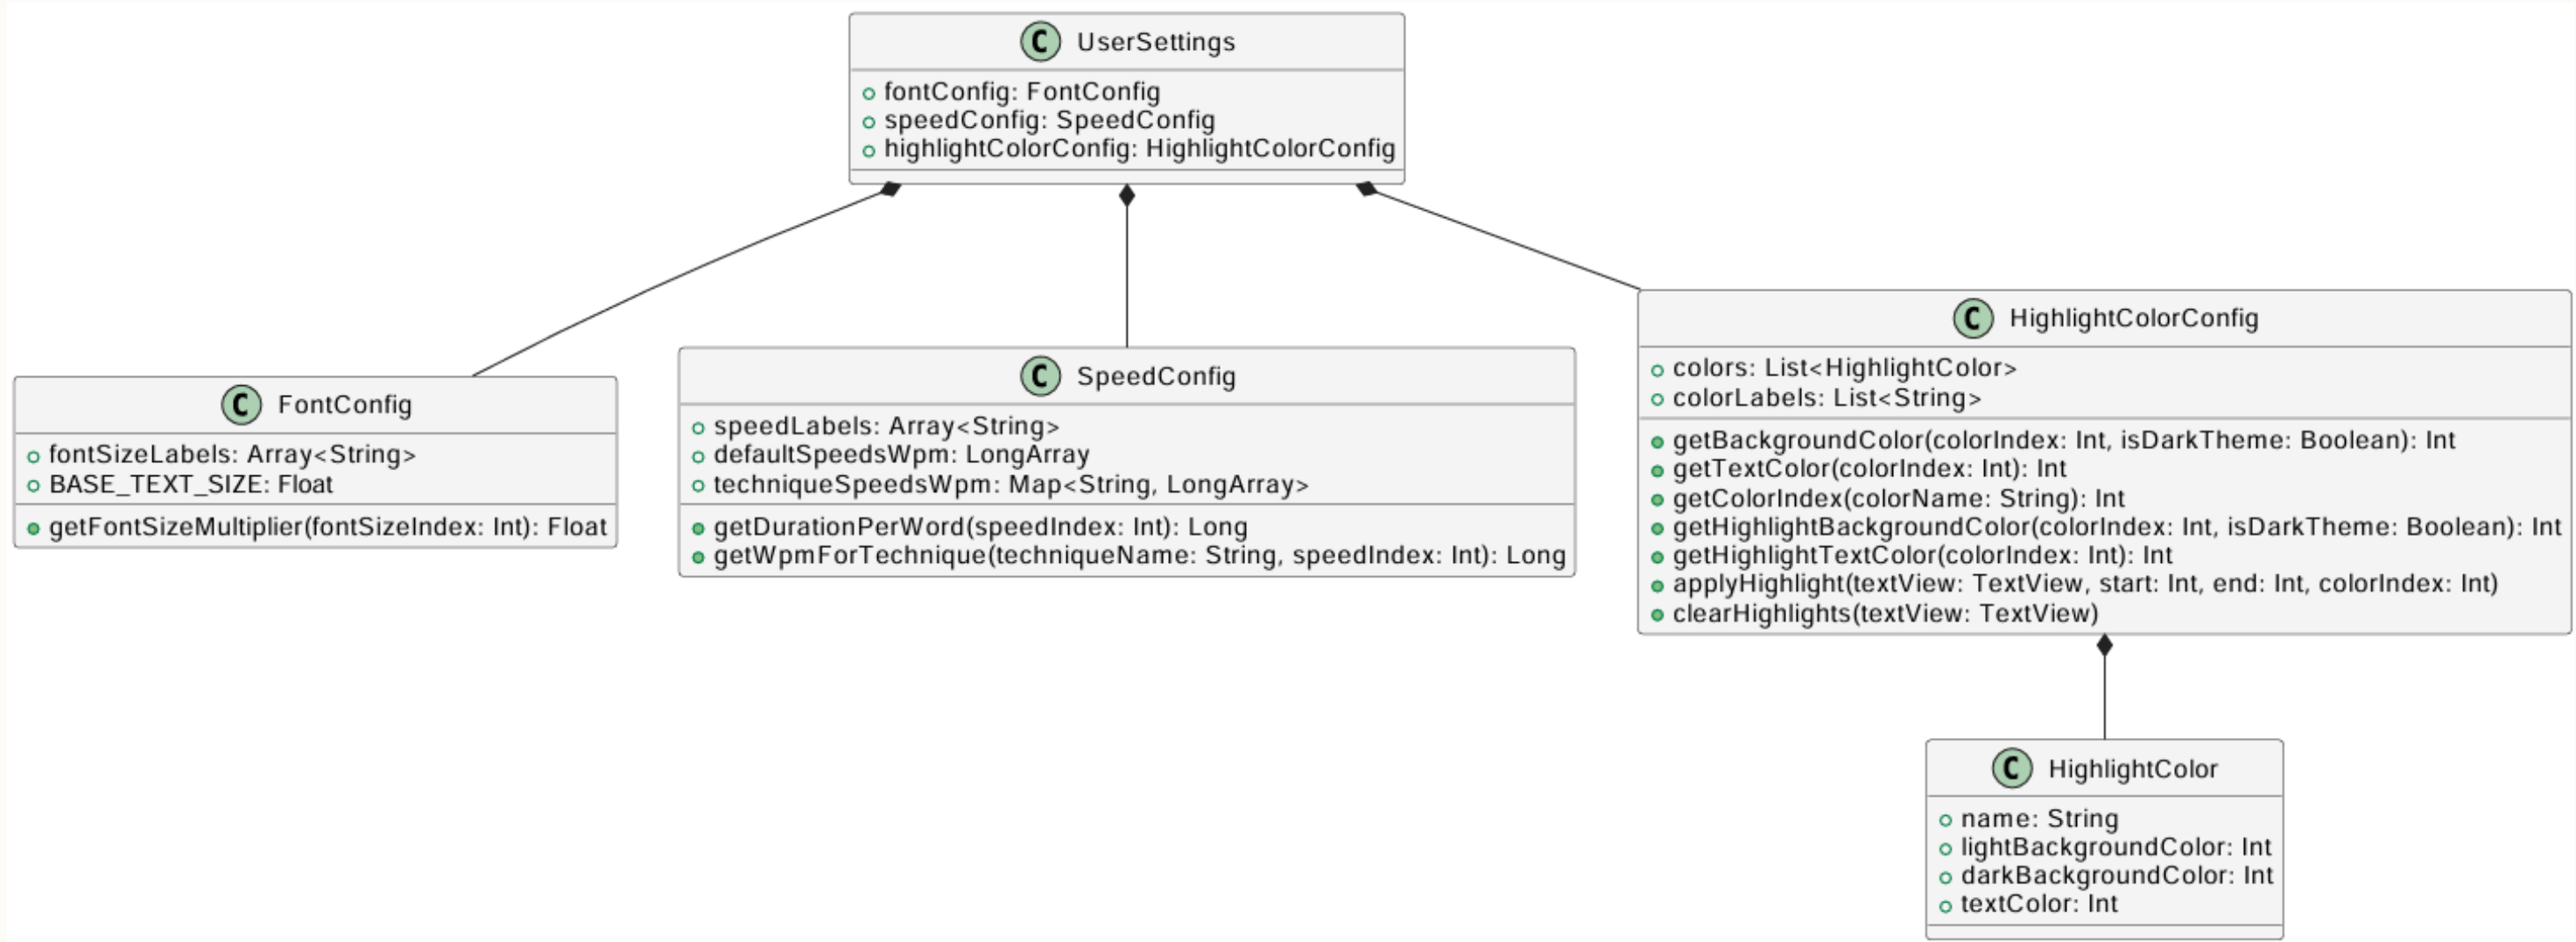 C UserSettings
fontConfig: FontConfig
speedConfig: SpeedConfig
highlightColorConfig: HighlightColorConfig
C FontConfig
fontSizeLabels: Array<String>
BASE_TEXT_SIZE: Float
getFontSizeMultiplier(fontSizeIndex: Int): Float
C SpeedConfig
speedLabels: Array<String>
defaultSpeedsWpm: LongArray
techniqueSpeedsWpm: Map<String, LongArray>
getDurationPerWord(speedIndex: Int): Long
getWpmForTechnique(techniqueName: String, speedIndex: Int): Long
C HighlightColorConfig
colors: List<HighlightColor>
colorLabels: List<String>
getBackgroundColor(colorIndex: Int, isDarkTheme: Boolean): Int
getTextColor(colorIndex: Int): Int
getColorIndex(colorName: String): Int
getHighlightBackgroundColor(colorIndex: Int, isDarkTheme: Boolean): Int
getHighlightTextColor(colorIndex: Int): Int
applyHighlight(textView: TextView, start: Int, end: Int, colorIndex: Int)
clearHighlights(textView: TextView)
C HighlightColor
name: String
lightBackgroundColor: Int
darkBackgroundColor: Int
textColor: Int